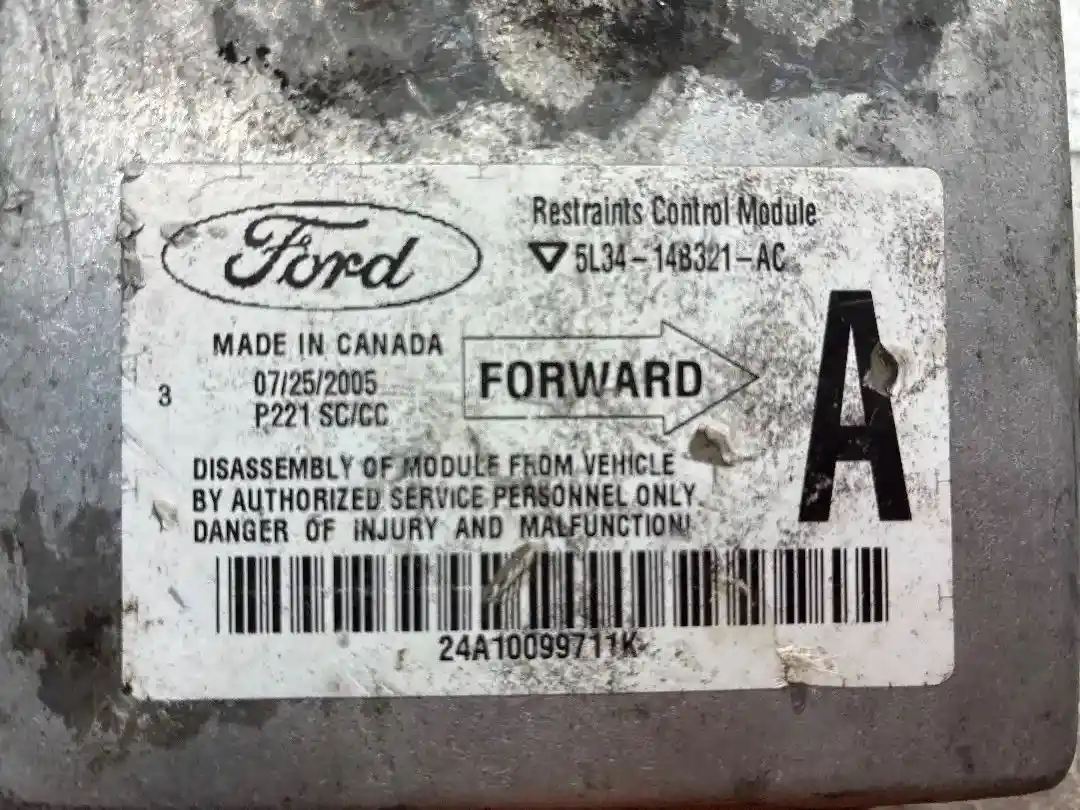 Ford
Restraints Control Module
5L34-14B321-AC
MADE IN CANADA
07/25/2005
P221 SC/CC
3
FORWARD
A
DISASSEMBLY OF MODULE FROM VEHICLE
BY AUTHORIZED SERVICE PERSONNEL ONLY.
DANGER OF INJURY AND MALFUNCTION!
24A10099711K